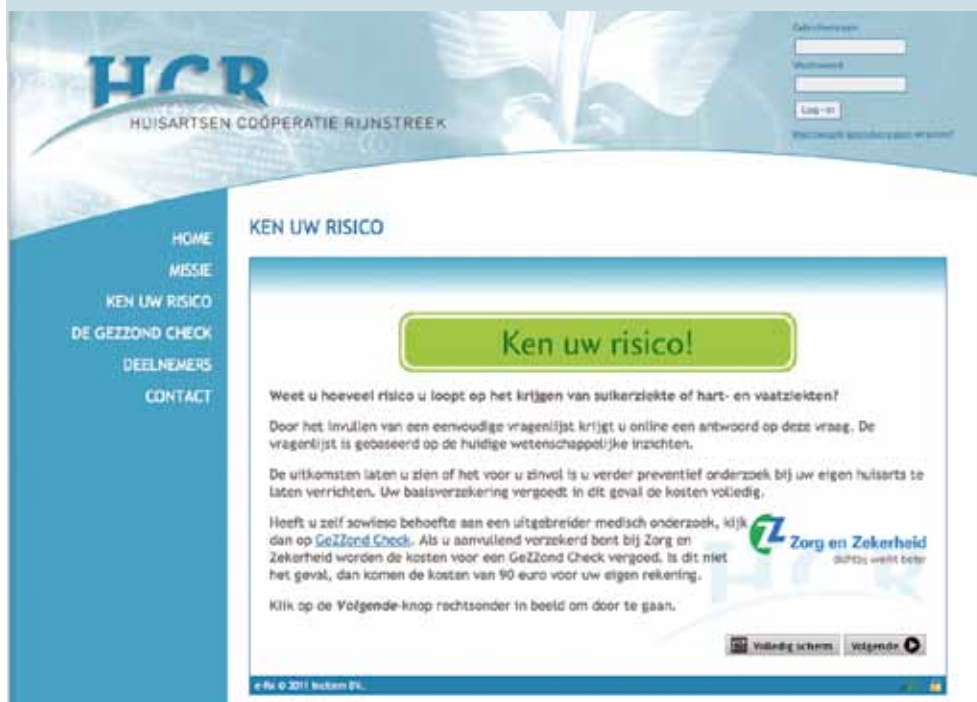 HCR
HUISARTSEN COÖPERATIE RIJNSTREEK
Gebruikersnaam
Wachtwoord
Log-in
HOME
MISSIE
KEN UW RISICO
DE GEZZOND CHECK
DEELNEMERS
CONTACT
KEN UW RISICO
Ken uw risico!
Weet u hoeveel risico u loopt op het krijgen van suikerziekte of hart- en vaatziekten?
Door het invullen van een eenvoudige vragenlijst krijgt u online een antwoord op deze vraag. De
vragenlijst is gebaseerd op de huidige wetenschappelijke inzichten.
De uitkomsten laten u zien of het voor u zinvol is u verder preventief onderzoek bij uw eigen huisarts te
laten verrichten. Uw basisverzekering vergoedt in dit geval de kosten volledig.
Heeft u zelf sowieso behoefte aan een uitgebreider medisch onderzoek, kijk
dan op GeZZond Check. Als u aanvullend verzekerd bent bij Zorg en
Zekerheid worden de kosten voor een GeZZond Check vergoed. Is dit niet
het geval, dan komen de kosten van 90 euro voor uw eigen rekening.
Zorg en Zekerheid
dichtbij werkt beter
HCR
Klik op de Volgende-knop rechtsonder in beeld om door te gaan.
Volledig scherm
Volgende
© 2011